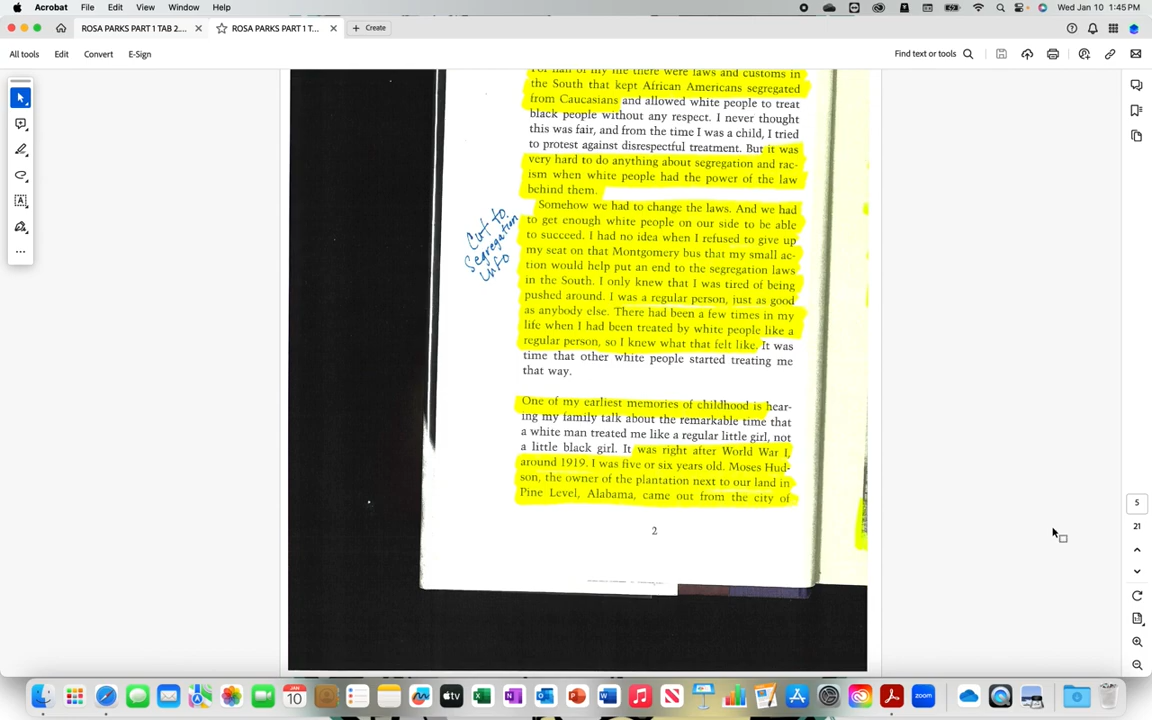 Acrobat File Edit View Window Help Wed Jan 10 1:45 PM
ROSA PARKS PART 1 TAB 2.... ROSA PARKS PART 1 T... + Create
All tools Edit Convert E-Sign Find text or tools
For half of my life there were laws and customs in
the South that kept African Americans segregated
from Caucasians and allowed white people to treat
black people without any respect. I never thought
this was fair, and from the time I was a child, I tried
to protest against disrespectful treatment. But it was
very hard to do anything about segregation and rac-
ism when white people had the power of the law
behind them.
Somehow we had to change the laws. And we had
to get enough white people on our side to be able
to succeed. I had no idea when I refused to give up
my seat on that Montgomery bus that my small ac-
tion would help put an end to the segregation laws
in the South. I only knew that I was tired of being
pushed around. I was a regular person, just as good
as anybody else. There had been a few times in my
life when I had been treated by white people like a
regular person, so I knew what that felt like. It was
time that other white people started treating me
that way.
Cut to
Segregation
info
One of my earliest memories of childhood is hear-
ing my family talk about the remarkable time that
a white man treated me like a regular little girl, not
a little black girl. It was right after World War I,
around 1919. I was five or six years old. Moses Hud-
son, the owner of the plantation next to our land in
Pine Level, Alabama, came out from the city of
2
5
21
JAN
10
tv
zoom